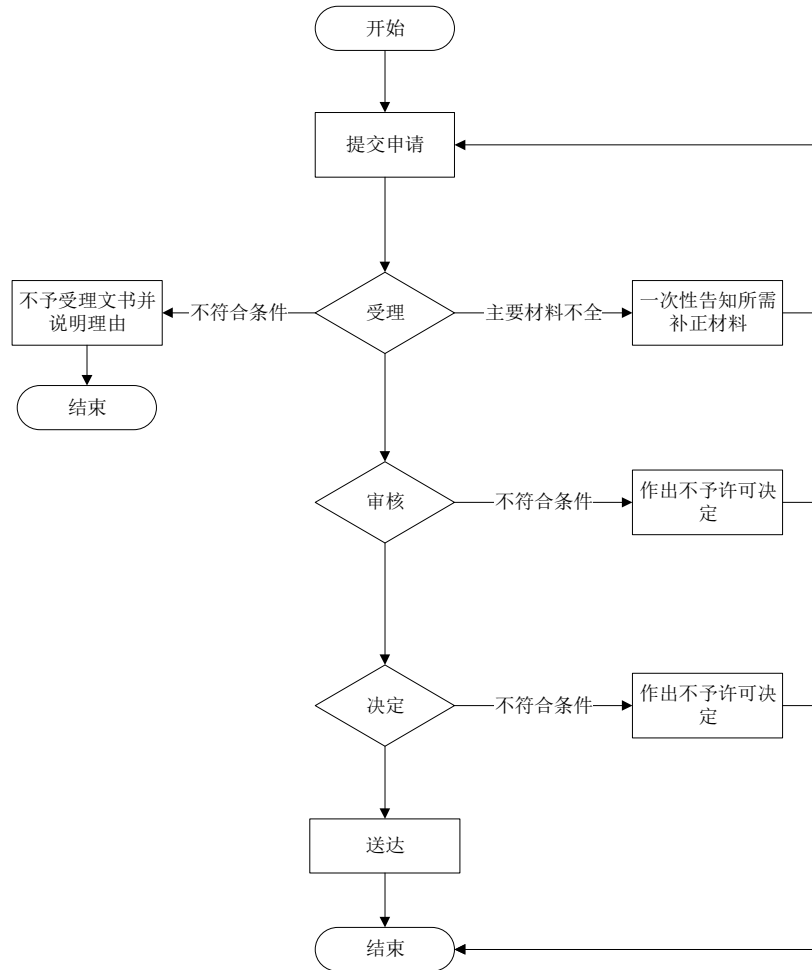 开始
提交申请
不予受理文书并
说明理由
不符合条件
受理
主要材料不全
一次性告知所需
补正材料
结束
审核
不符合条件
作出不予许可决
定
决定
不符合条件
作出不予许可决
定
送达
结束